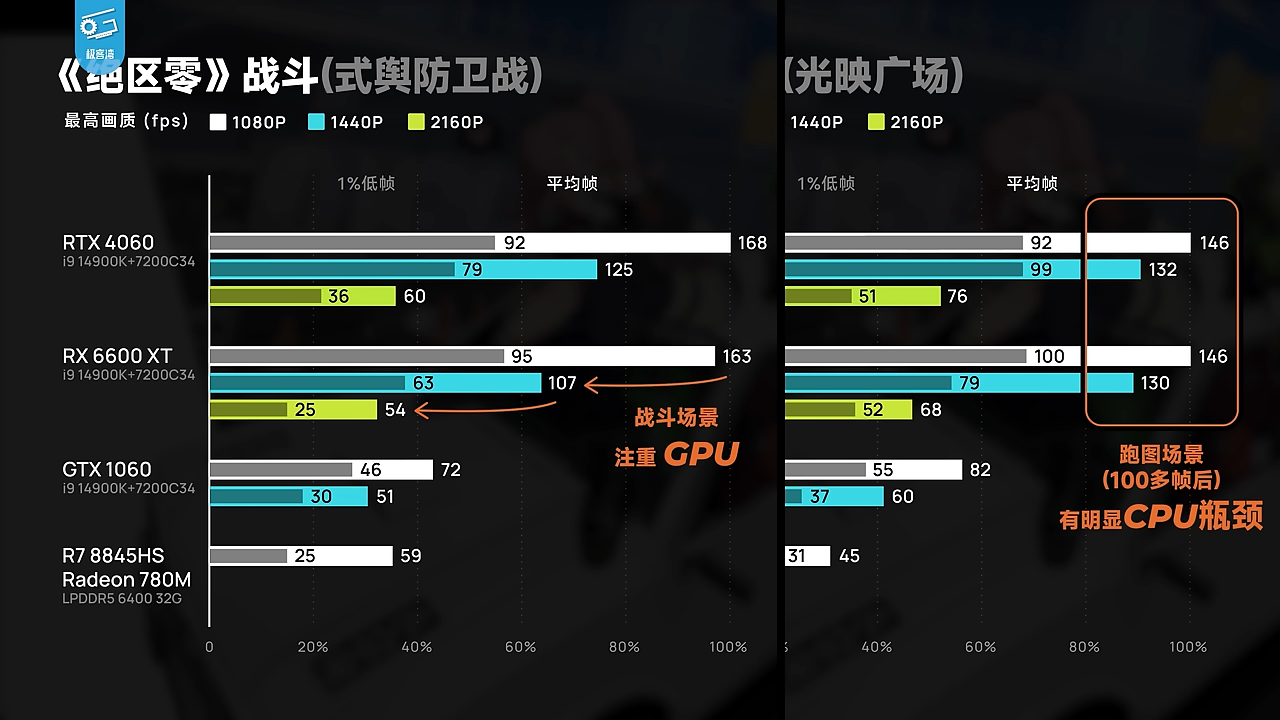 极客湾
《绝区零》战斗(式舆防卫战)
最高画质 (fps) 1080P 1440P 2160P
1%低帧 平均帧
RTX 4060
i9 14900K+7200C34
92 168
79 125
36 60
RX 6600 XT
i9 14900K+7200C34
95 163
63 107
25 54
战斗场景
注重 GPU
GTX 1060
i9 14900K+7200C34
46 72
30 51
R7 8845HS
Radeon 780M
LPDDR5 6400 32G
25 59
0 20% 40% 60% 80% 100%
(光映广场)
1440P 2160P
1%低帧 平均帧
92 146
99 132
51 76
100 146
79 130
52 68
跑图场景
(100多帧后)
有明显CPU瓶颈
55 82
37 60
31 45
% 40% 60% 80% 100%